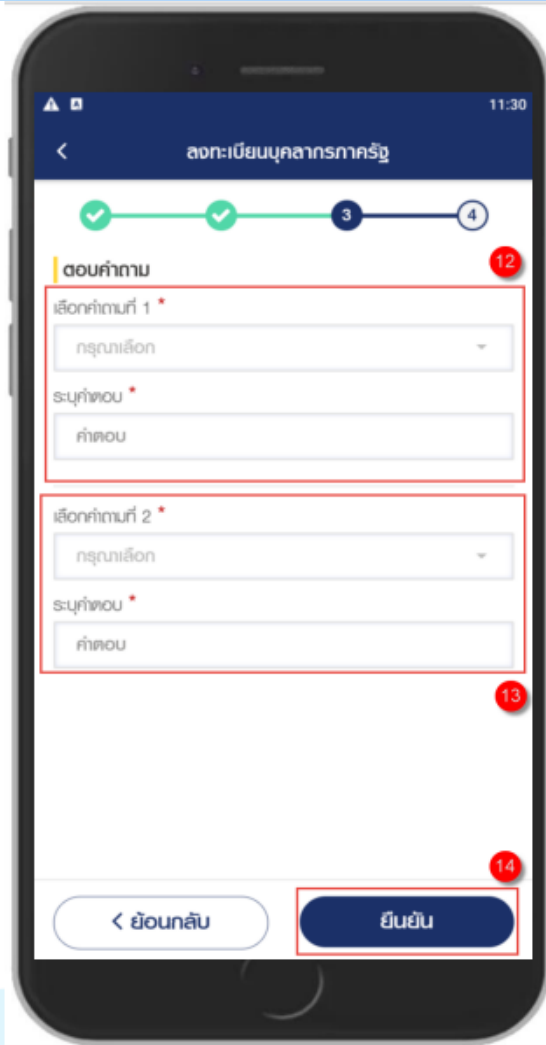 11:30
ลงทะเบียนบุคลากรภาครัฐ
3 4
ตอบคำถาม
12
เลือกคำถามที่ 1 *
กรุณาเลือก
ระบุคำตอบ *
คำตอบ
เลือกคำถามที่ 2 *
กรุณาเลือก
ระบุคำตอบ *
คำตอบ
13
14
< ย้อนกลับ ยืนยัน